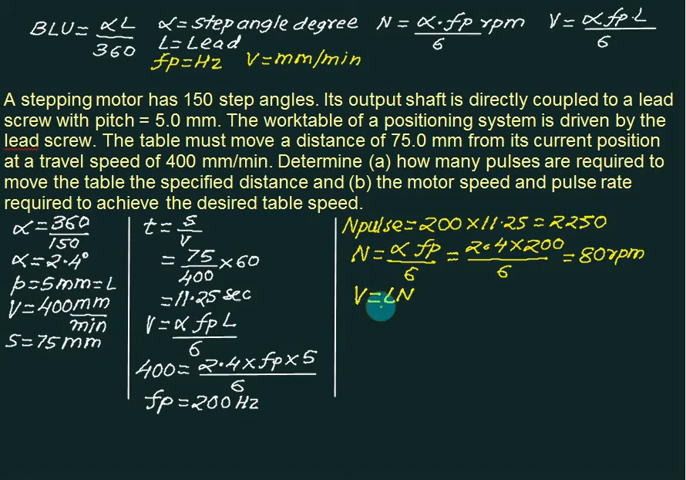 BLU = αL/360 α = step angle degree N = α·fp/6 rpm V = α fp L/6
L = Lead
fp = Hz V = mm/min
A stepping motor has 150 step angles. Its output shaft is directly coupled to a lead
screw with pitch = 5.0 mm. The worktable of a positioning system is driven by the
lead screw. The table must move a distance of 75.0 mm from its current position
at a travel speed of 400 mm/min. Determine (a) how many pulses are required to
move the table the specified distance and (b) the motor speed and pulse rate
required to achieve the desired table speed.
α = 360/150
α = 2.4°
p = 5mm = L
V = 400 mm/min
S = 75 mm
t = S/V
= 75/400 × 60
= 11.25 sec
V = α fp L/6
400 = 2.4 × fp × 5/6
fp = 200 Hz
Npulse = 200 × 11.25 = 2250
N = α fp/6 = 2.4 × 200/6 = 80 rpm
V = LN